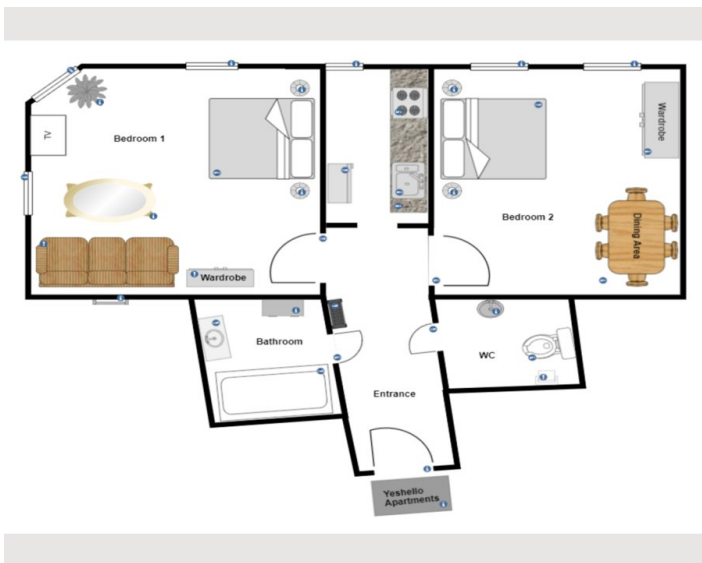 TV
Bedroom 1
Wardrobe
Bedroom 2
Wardrobe
Dining Area
Bathroom
WC
Entrance
Yeshello
Apartments